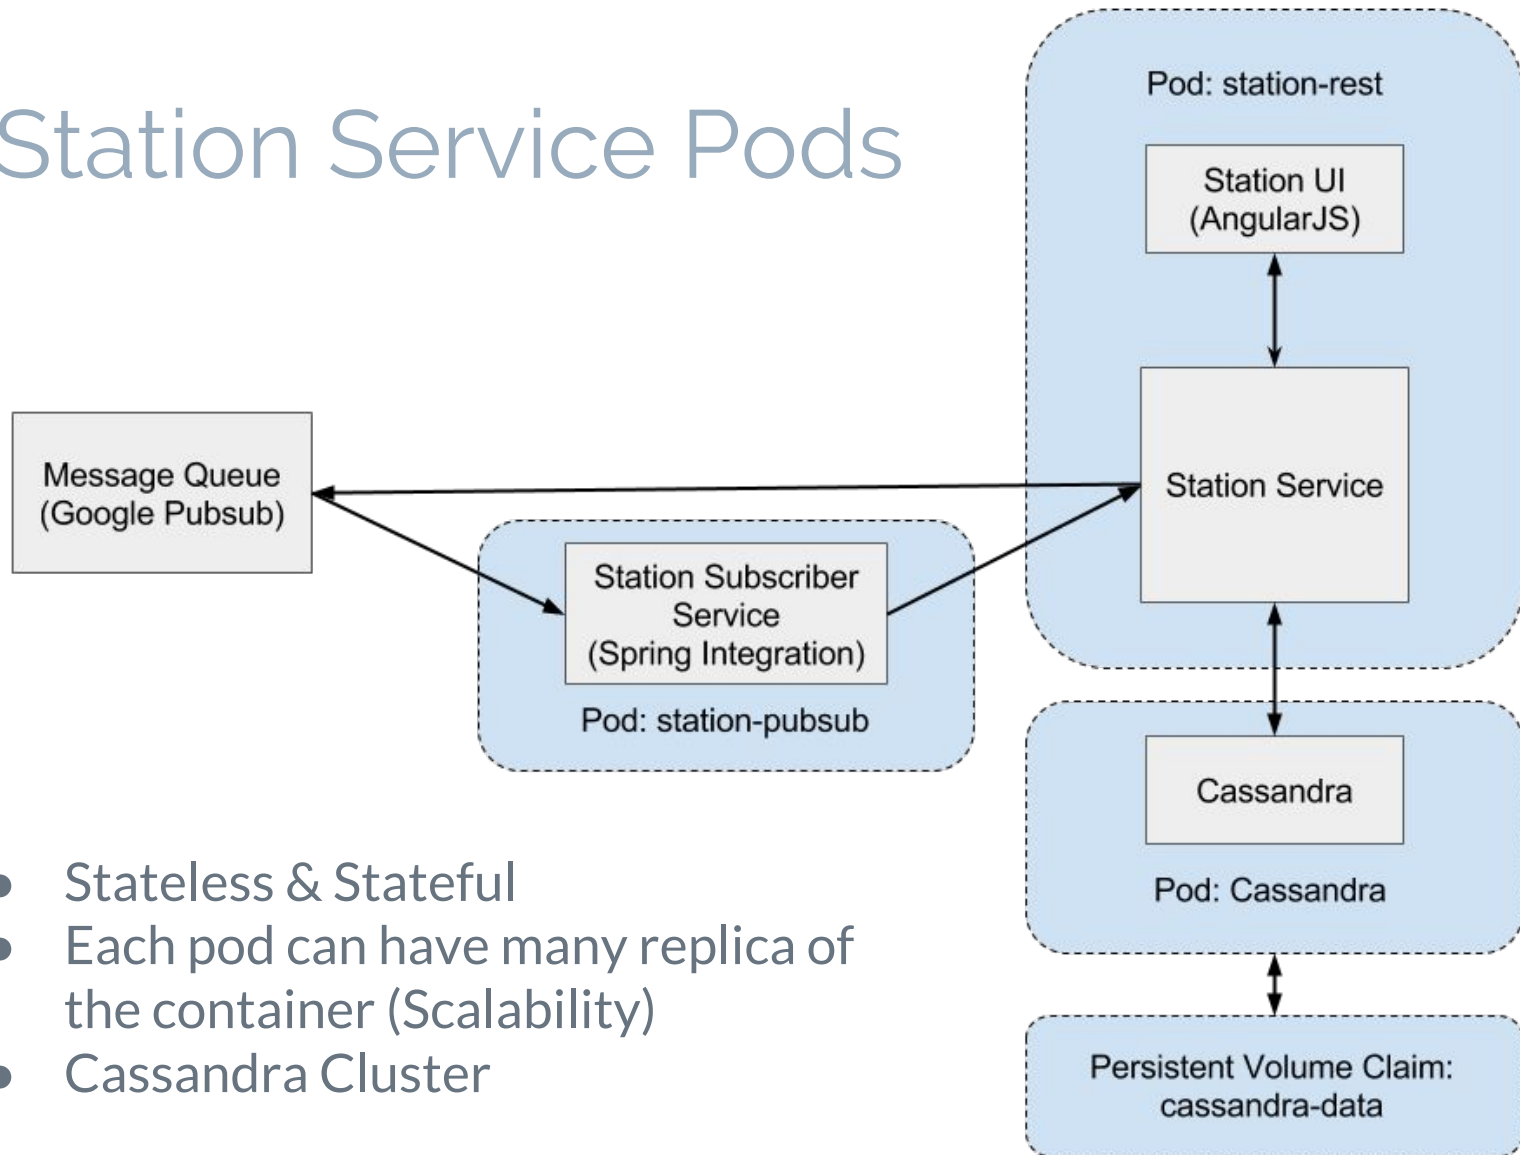 Station Service Pods
Pod: station-rest
Station UI
(AngularJS)
Message Queue
(Google Pubsub)
Station Service
Station Subscriber
Service
(Spring Integration)
Pod: station-pubsub
Cassandra
Pod: Cassandra
Persistent Volume Claim:
cassandra-data
● Stateless & Stateful
● Each pod can have many replica of
the container (Scalability)
● Cassandra Cluster